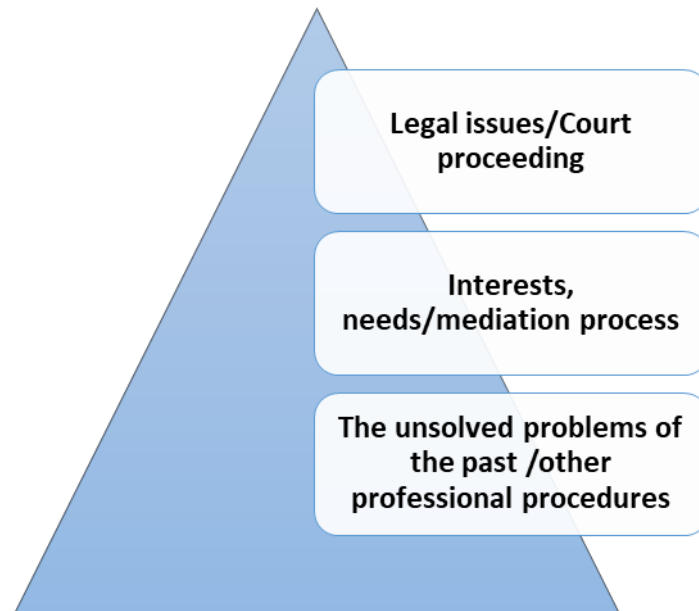 Legal issues/Court
proceeding
Interests,
needs/mediation process
The unsolved problems of
the past /other
professional procedures